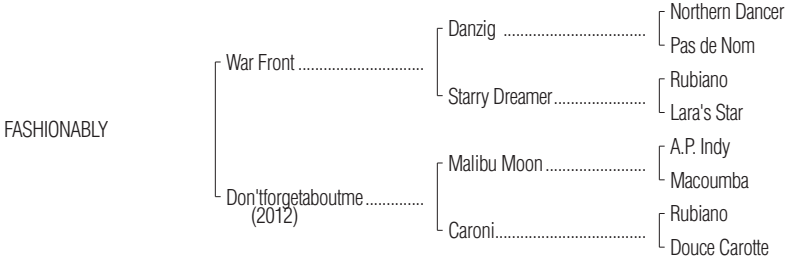 Northern Dancer
Danzig ..................................
Pas de Nom
War Front ..............................
Rubiano
Starry Dreamer......................
Lara's Star
FASHIONABLY
A.P. Indy
Malibu Moon ........................
Macoumba
Don'tforgetaboutme ..............
(2012)
Rubiano
Caroni....................................
Douce Carotte